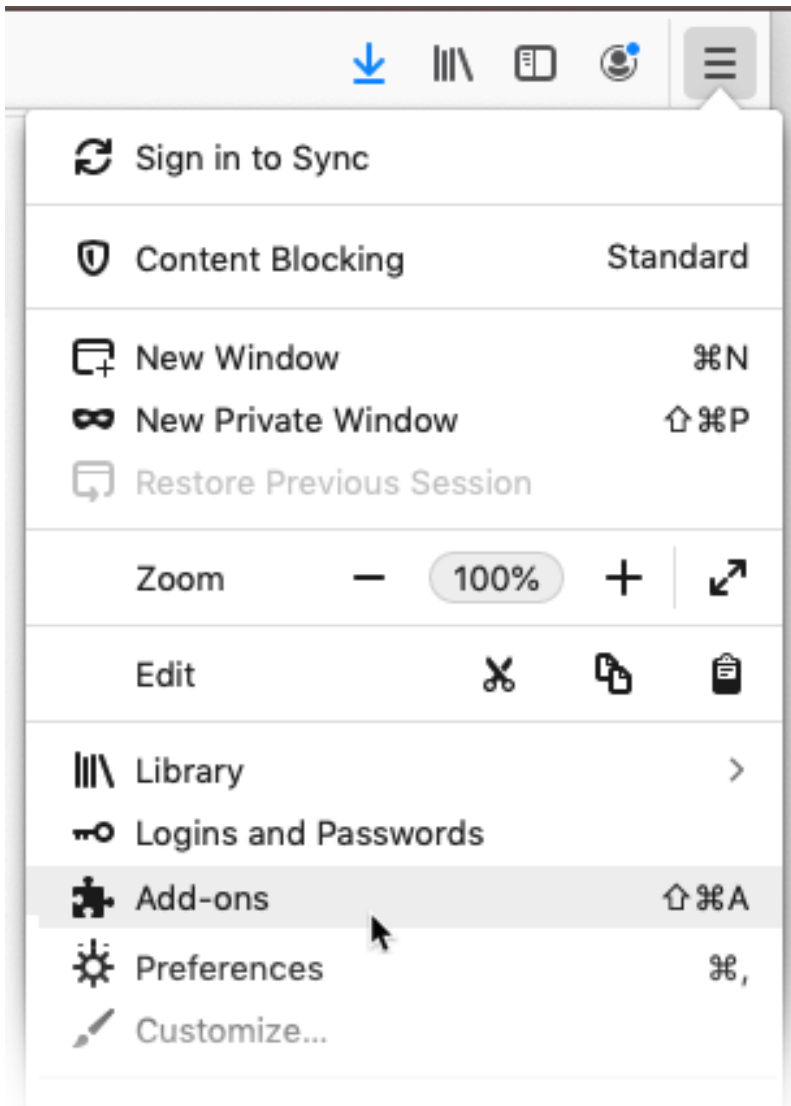 Sign in to Sync
Content Blocking Standard
New Window ⌘N
New Private Window ⇧⌘P
Restore Previous Session
Zoom − 100% +
Edit
Library
Logins and Passwords
Add-ons ⇧⌘A
Preferences ⌘,
Customize...